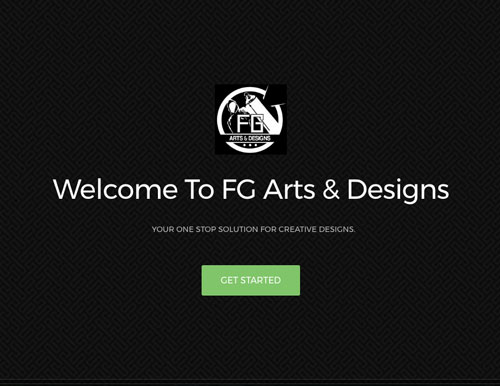 FG
ARTS & DESIGNS
Welcome To FG Arts & Designs
YOUR ONE STOP SOLUTION FOR CREATIVE DESIGNS.
GET STARTED